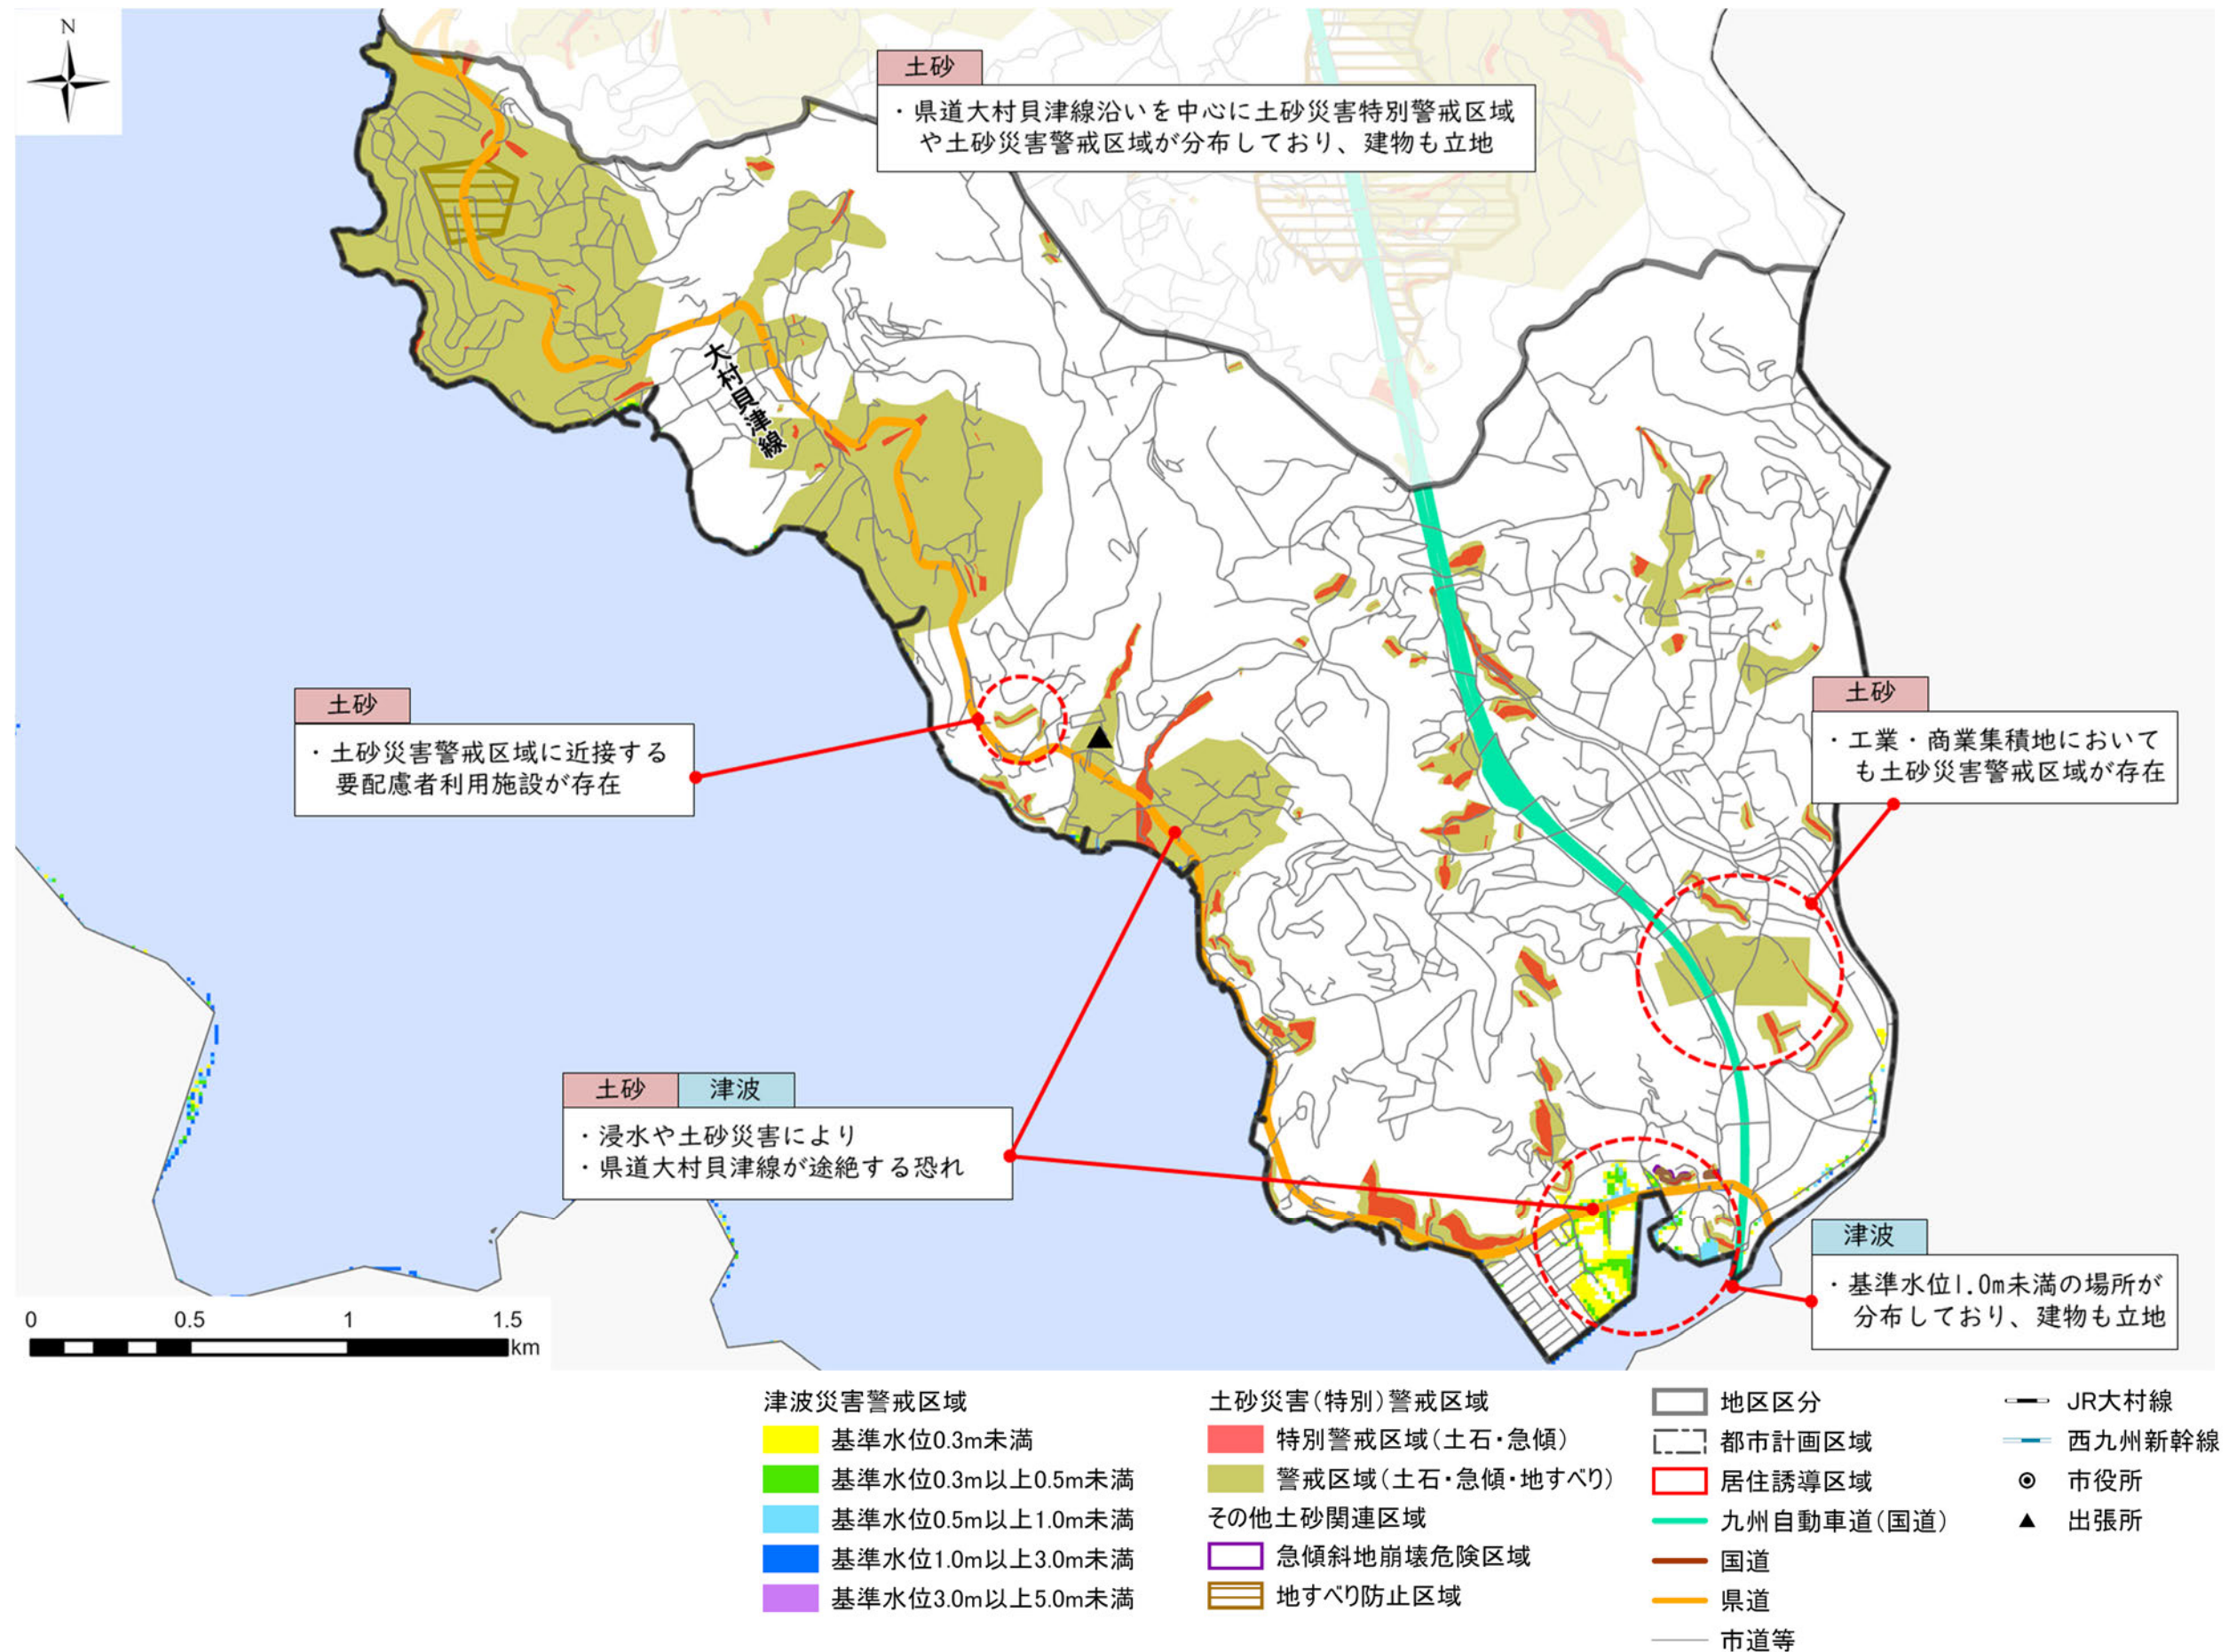 N
土砂
・県道大村貝津線沿いを中心に土砂災害特別警戒区域
や土砂災害警戒区域が分布しており、建物も立地
大村貝津線
土砂
・土砂災害警戒区域に近接する
要配慮者利用施設が存在
土砂
・工業・商業集積地において
も土砂災害警戒区域が存在
土砂 津波
・浸水や土砂災害により
・県道大村貝津線が途絶する恐れ
津波
・基準水位1.0m未満の場所が
分布しており、建物も立地
0 0.5 1 1.5
km
津波災害警戒区域
基準水位0.3m未満
基準水位0.3m以上0.5m未満
基準水位0.5m以上1.0m未満
基準水位1.0m以上3.0m未満
基準水位3.0m以上5.0m未満
土砂災害(特別)警戒区域
特別警戒区域(土石・急傾)
警戒区域(土石・急傾・地すべり)
その他土砂関連区域
急傾斜地崩壊危険区域
地すべり防止区域
地区区分
都市計画区域
居住誘導区域
九州自動車道(国道)
国道
県道
市道等
JR大村線
西九州新幹線
市役所
出張所